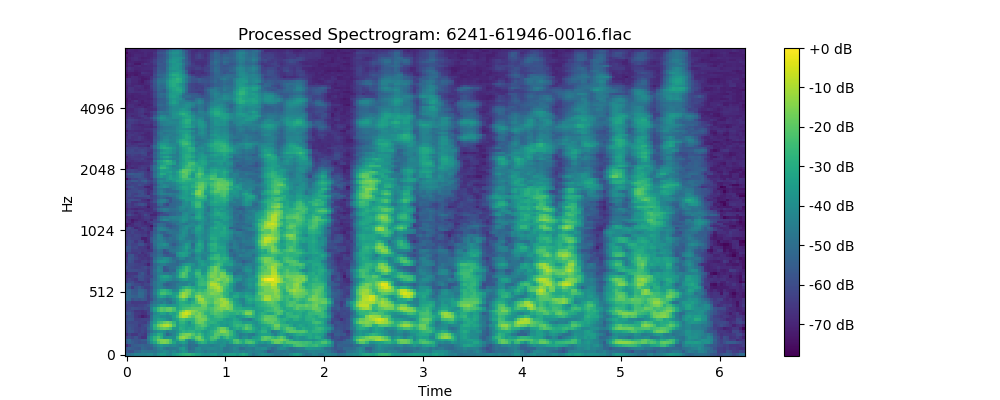 Processed Spectrogram: 6241-61946-0016.flac
+0 dB
4096
-10 dB
-20 dB
2048
-30 dB
Hz
-40 dB
1024
-50 dB
512
-60 dB
-70 dB
0
0 1 2 3 4 5 6
Time